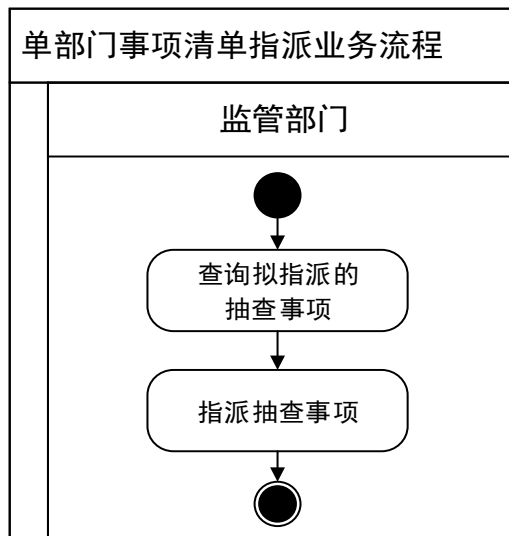 单部门事项清单指派业务流程
监管部门
查询拟指派的
抽查事项
指派抽查事项